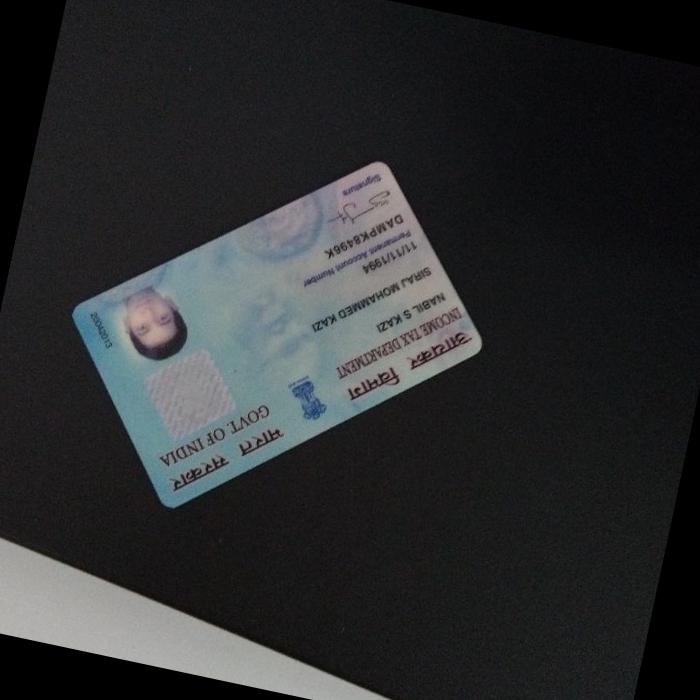 आयकर विभाग
INCOME TAX DEPARTMENT
भारत सरकार
GOVT. OF INDIA
NABIL S KAZI
SIRAJ MOHAMMED KAZI
11/11/1994
Permanent Account Number
DAMPK8496K
Signature
20042013